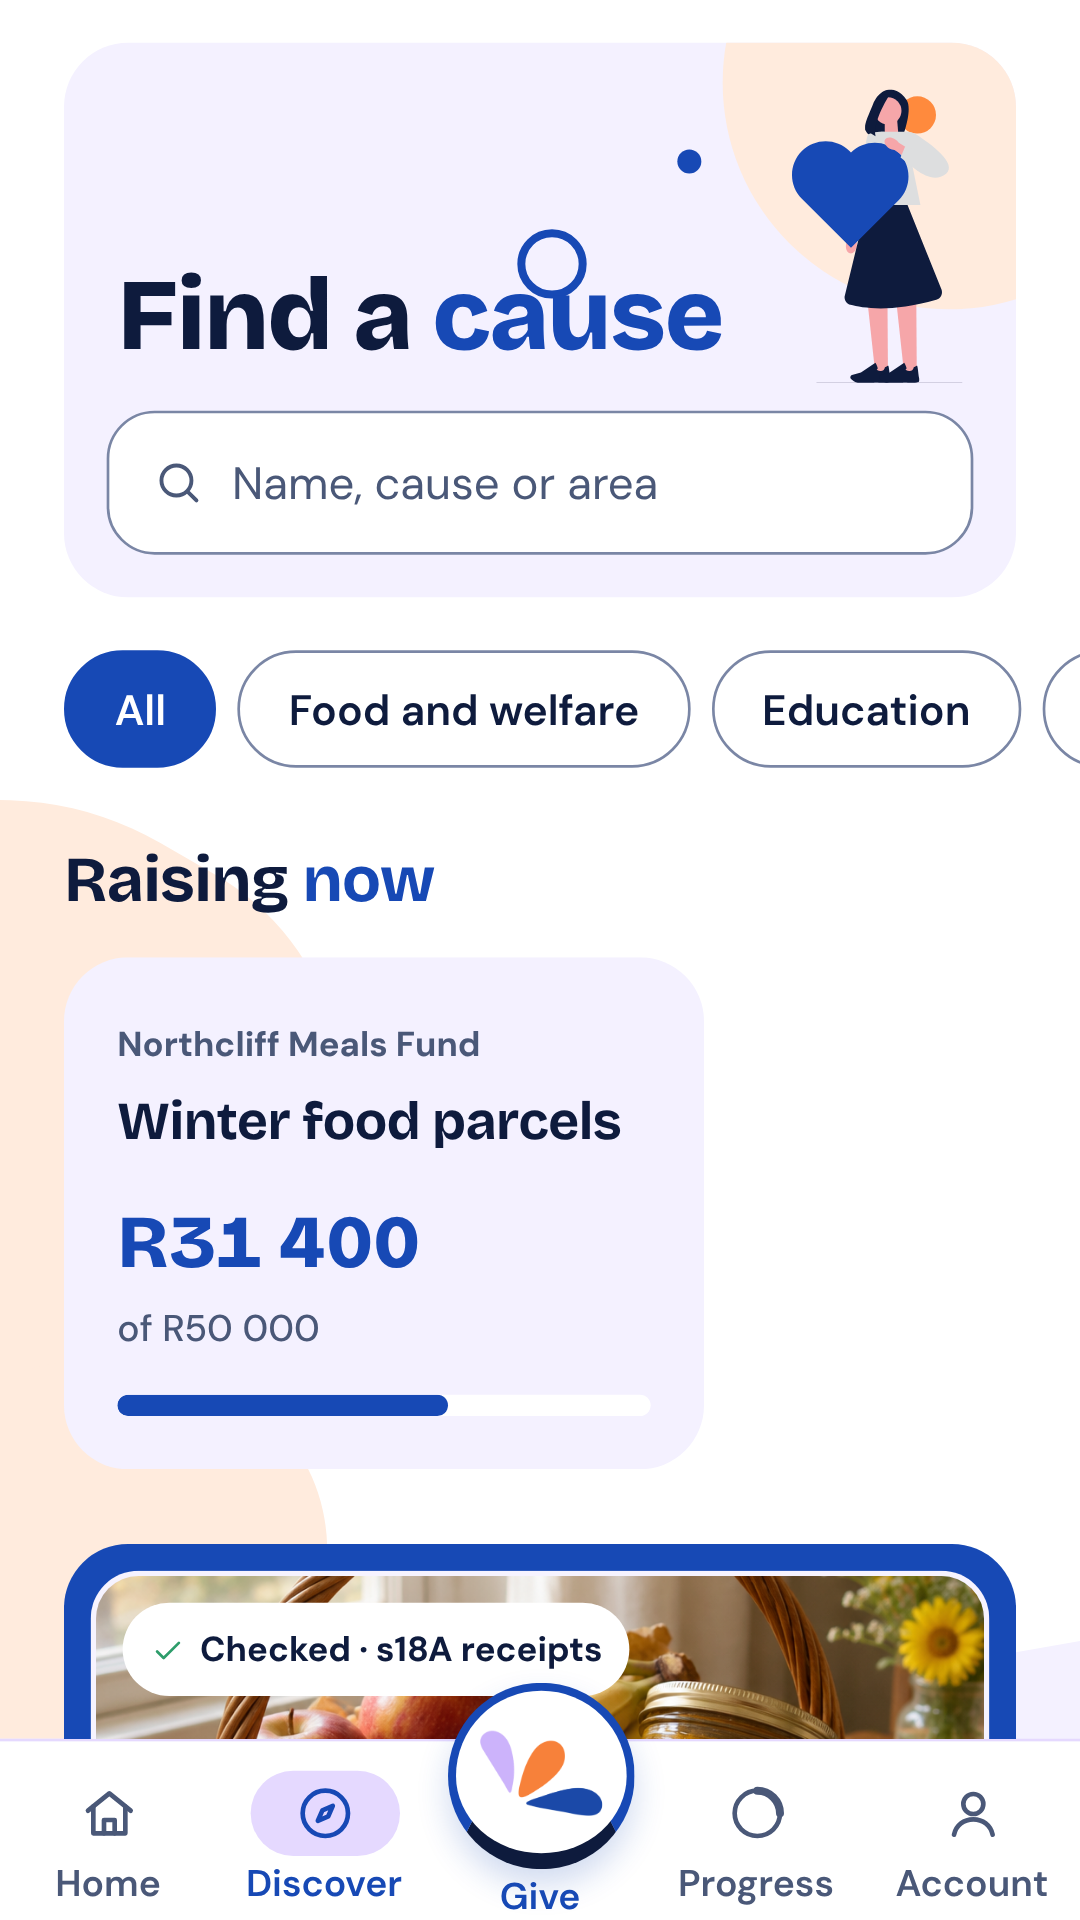 Find a cause
Name, cause or area
All
Food and welfare
Education
Raising now
Northcliff Meals Fund
Winter food parcels
R31 400
of R50 000
Checked · s18A receipts
Home
Discover
Give
Progress
Account